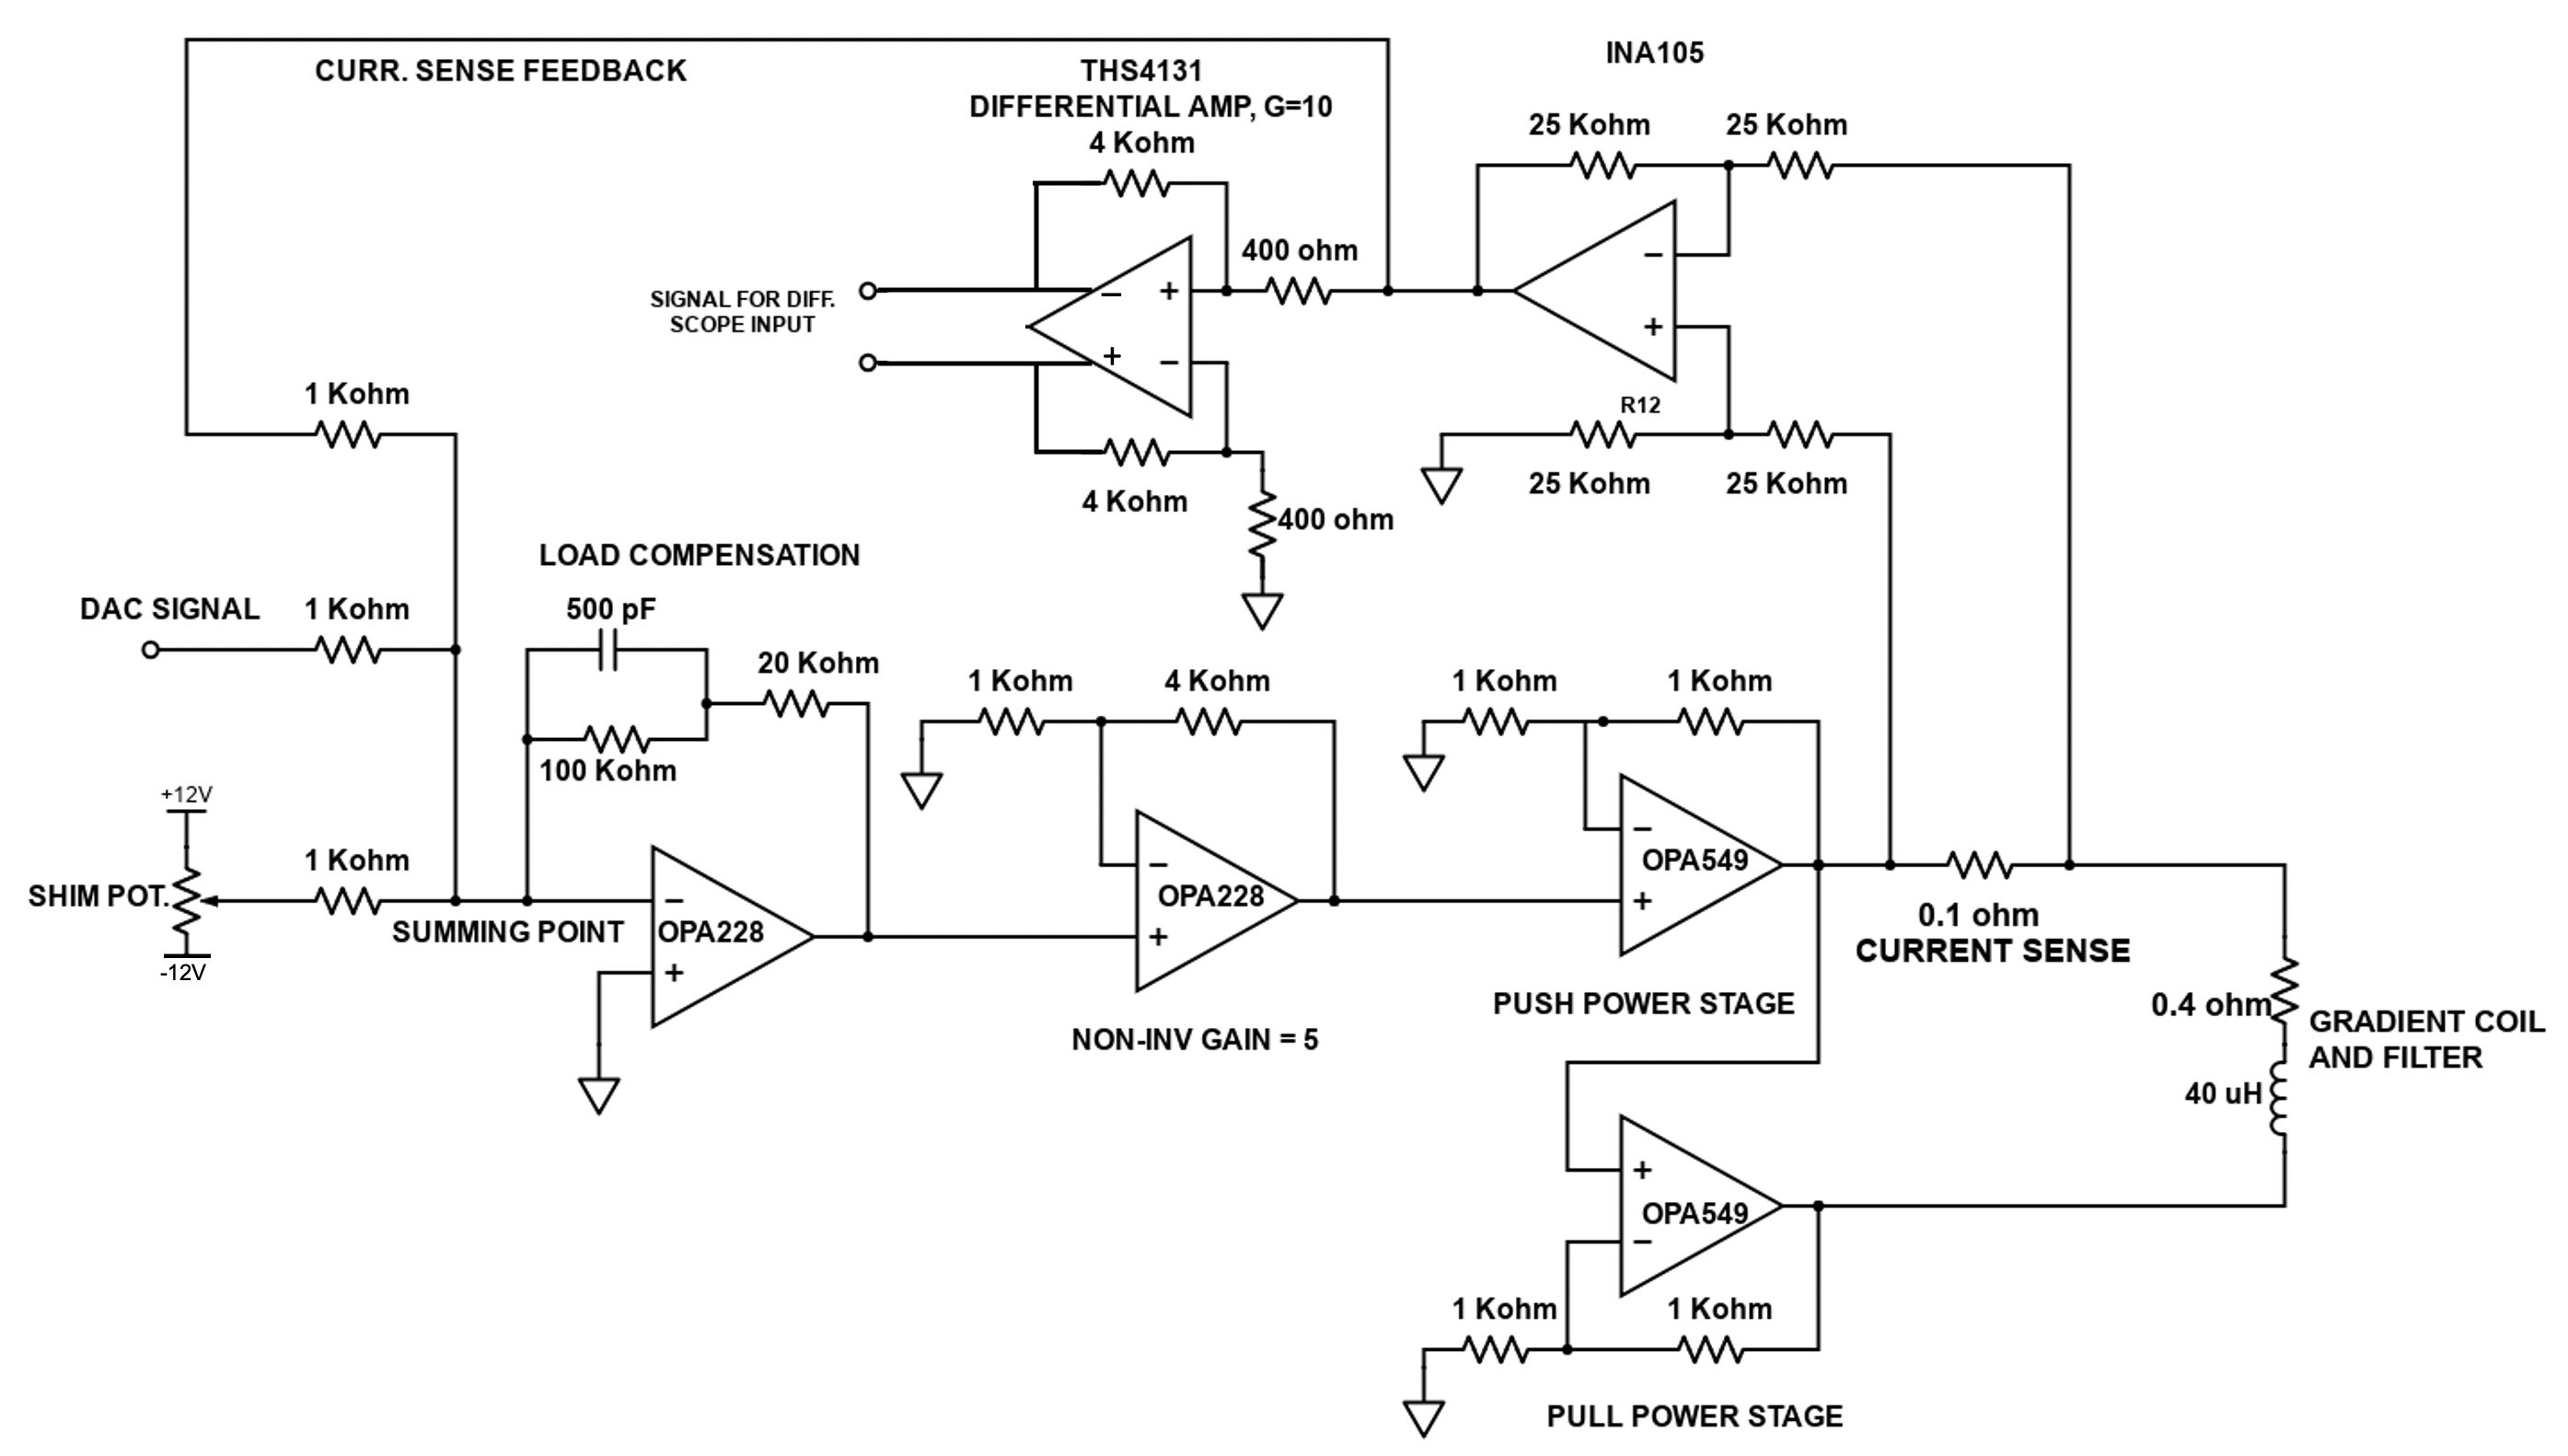 CURR. SENSE FEEDBACK
THS4131
DIFFERENTIAL AMP, G=10
INA105
4 Kohm
25 Kohm
25 Kohm
400 ohm
SIGNAL FOR DIFF.
SCOPE INPUT
−
+
+
−
−
+
1 Kohm
R12
25 Kohm
25 Kohm
4 Kohm
400 ohm
LOAD COMPENSATION
DAC SIGNAL
1 Kohm
500 pF
20 Kohm
100 Kohm
1 Kohm
4 Kohm
1 Kohm
1 Kohm
+12V
SHIM POT.
-12V
1 Kohm
SUMMING POINT
−
OPA228
+
−
OPA228
+
NON-INV GAIN = 5
−
OPA549
+
PUSH POWER STAGE
0.1 ohm
CURRENT SENSE
0.4 ohm
GRADIENT COIL
AND FILTER
40 uH
+
OPA549
−
1 Kohm
1 Kohm
PULL POWER STAGE